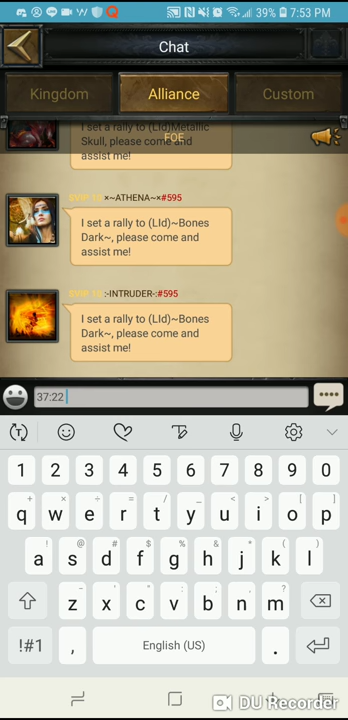 39% 7:53 PM
Chat
Kingdom Alliance Custom
I set a rally to (LId)Metallic
FOE
Skull, please come and
assist me!
SVIP 10 ×~ATHENA~×#595
I set a rally to (LId)~Bones
Dark~, please come and
assist me!
:-INTRUDER-:#595
I set a rally to (LId)~Bones
Dark~, please come and
assist me!
37:22
1 2 3 4 5 6 7 8 9 0
q w e r t y u i o p
a s d f g h j k l
z x c v b n m
!#1 , English (US) .
DU Recorder